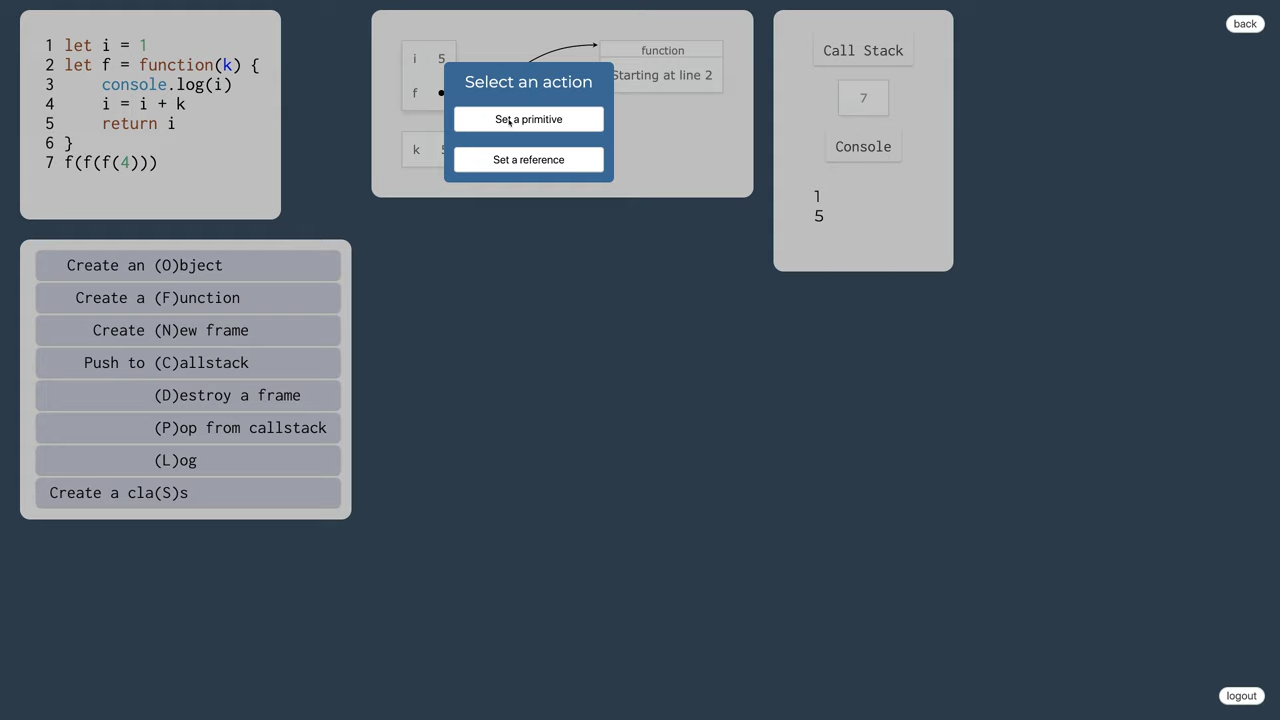 1 let i = 1
2 let f = function(k) {
3 console.log(i)
4 i = i + k
5 return i
6 }
7 f(f(f(4)))
i 5
f
k 5
function
Starting at line 2
Select an action
Set a primitive
Set a reference
Call Stack
7
Console
1
5
back
Create an (O)bject
Create a (F)unction
Create (N)ew frame
Push to (C)allstack
(D)estroy a frame
(P)op from callstack
(L)og
Create a cla(S)s
logout